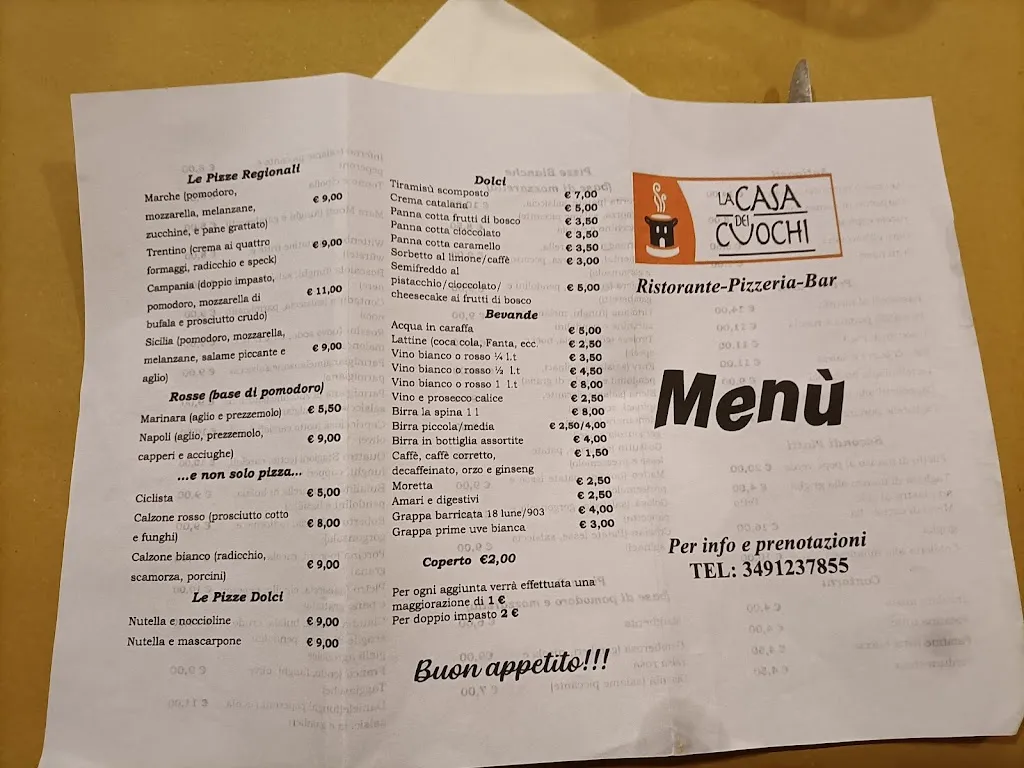 Le Pizze Regionali
Marche (pomodoro, € 9,00
mozzarella, melanzane,
zucchine, e pane grattato)
Trentino (crema ai quattro € 9,00
formaggi, radicchio e speck)
Campania (doppio impasto, € 11,00
pomodoro, mozzarella di
bufala e prosciutto crudo)
Sicilia (pomodoro, mozzarella, € 9,00
melanzane, salame piccante e
aglio)
Rosse (base di pomodoro)
Marinara (aglio e prezzemolo) € 5,50
Napoli (aglio, prezzemolo, € 9,00
capperi e acciughe)
...e non solo pizza...
Ciclista € 5,00
Calzone rosso (prosciutto cotto € 8,00
e funghi)
Calzone bianco (radicchio, € 9,00
scamorza, porcini)
Le Pizze Dolci
Nutella e noccioline € 9,00
Nutella e mascarpone € 9,00
Dolci
Tiramisù scomposto € 7,00
Crema catalana € 5,00
Panna cotta frutti di bosco € 3,50
Panna cotta cioccolato € 3,50
Panna cotta caramello € 3,50
Sorbetto al limone/caffè € 3,00
Semifreddo al
pistacchio/cioccolato/ € 5,00
cheesecake ai frutti di bosco
Bevande
Acqua in caraffa € 5,00
Lattine (coca cola, Fanta, ecc. € 2,50
Vino bianco o rosso ¼ l.t € 3,50
Vino bianco o rosso ½ l.t € 4,50
Vino bianco o rosso 1 l.t € 8,00
Vino e prosecco calice € 2,50
Birra la spina 1 l € 8,00
Birra piccola/media € 2,50/4,00
Birra in bottiglia assortite € 4,00
Caffè, caffè corretto, € 1,50
decaffeinato, orzo e ginseng
Moretta € 2,50
Amari e digestivi € 2,50
Grappa barricata 18 lune/903 € 4,00
Grappa prime uve bianca € 3,00
Coperto €2,00
Per ogni aggiunta verrà effettuata una
maggiorazione di 1 €
Per doppio impasto 2 €
Buon appetito!!!
LA CASA
DEI
CUOCHI
Ristorante-Pizzeria-Bar
Menù
Per info e prenotazioni
TEL: 3491237855